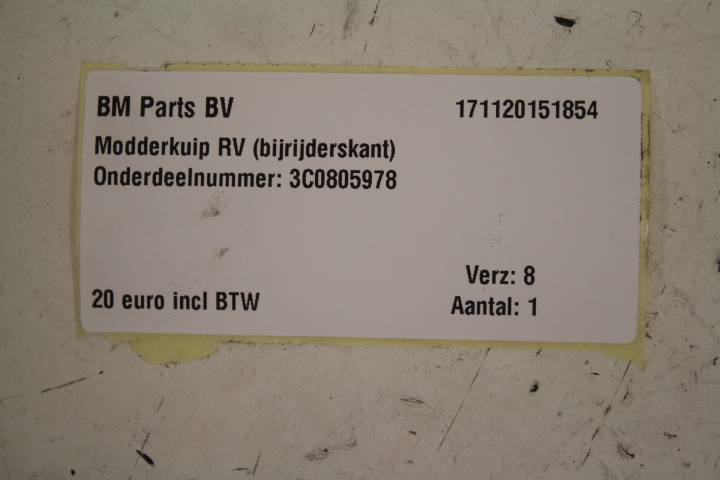 BM Parts BV 171120151854
Modderkuip RV (bijrijderskant)
Onderdeelnummer: 3C0805978
Verz: 8
20 euro incl BTW Aantal: 1